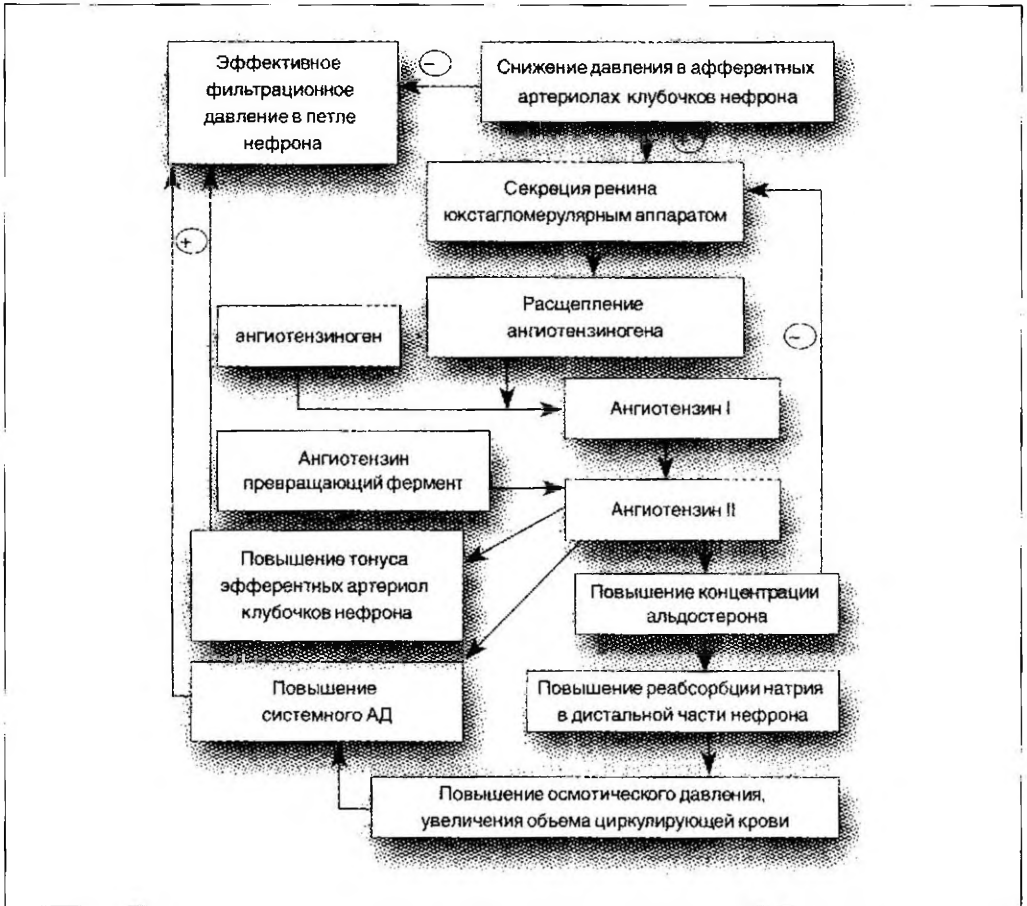 Эффективное
фильтрационное
давление в петле
нефрона
−
Снижение давления в афферентных
артериолах клубочков нефрона
+
Секреция ренина
юкстагломерулярным аппаратом
+
Расщепление
ангиотензиногена
ангиотензиноген
−
Ангиотензин I
Ангиотензин
превращающий фермент
Ангиотензин II
Повышение тонуса
эфферентных артериол
клубочков нефрона
Повышение концентрации
альдостерона
Повышение
системного АД
Повышение реабсорбции натрия
в дистальной части нефрона
Повышение осмотического давления,
увеличения обьема циркулирующей крови